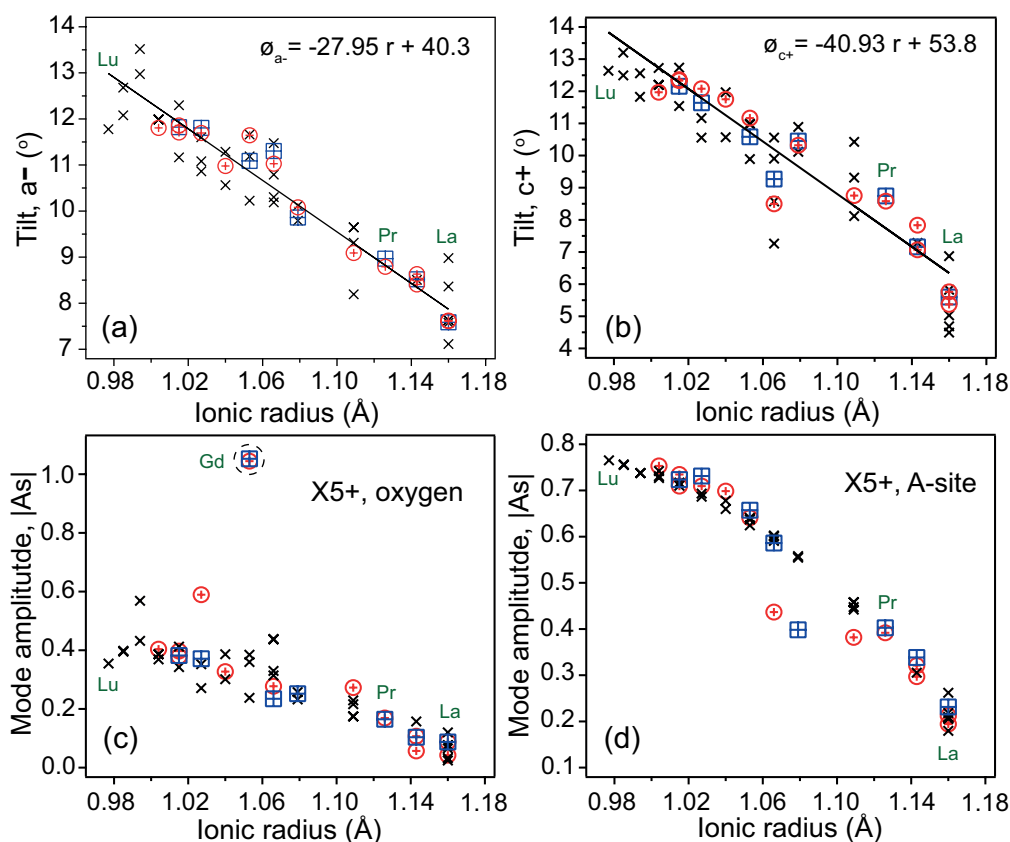 14
13
12
11
10
9
8
7
0.98
1.02
1.06
1.10
1.14
1.18
Tilt, a− (o)
Ionic radius (Å)
øa- = -27.95 r + 40.3
Lu
Pr
La
(a)
14
13
12
11
10
9
8
7
6
5
4
0.98
1.02
1.06
1.10
1.14
1.18
Tilt, c+ (o)
Ionic radius (Å)
øc+ = -40.93 r + 53.8
Lu
Pr
La
(b)
1.0
0.8
0.6
0.4
0.2
0.0
0.98
1.02
1.06
1.10
1.14
1.18
Mode amplitutde, |As|
Ionic radius (Å)
X5+, oxygen
Gd
Lu
Pr
La
(c)
0.8
0.7
0.6
0.5
0.4
0.3
0.2
0.1
0.98
1.02
1.06
1.10
1.14
1.18
Mode amplitutde, |As|
Ionic radius (Å)
X5+, A-site
Lu
Pr
La
(d)